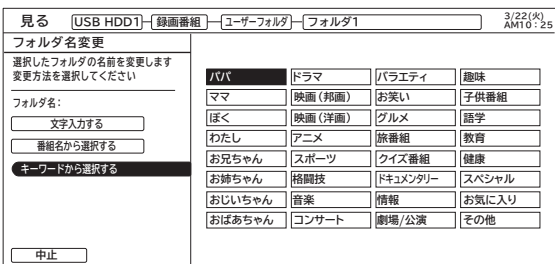 見る USB HDD1 録画番組 ユーザーフォルダ フォルダ1 3/22(火)
AM10:25
フォルダ名変更
選択したフォルダの名前を変更します
変更方法を選択してください
フォルダ名:
文字入力する
番組名から選択する
キーワードから選択する
中止
パパ ドラマ バラエティ 趣味
ママ 映画(邦画) お笑い 子供番組
ぼく 映画(洋画) グルメ 語学
わたし アニメ 旅番組 教育
お兄ちゃん スポーツ クイズ番組 健康
お姉ちゃん 格闘技 ドキュメンタリー スペシャル
おじいちゃん 音楽 情報 お気に入り
おばあちゃん コンサート 劇場/公演 その他